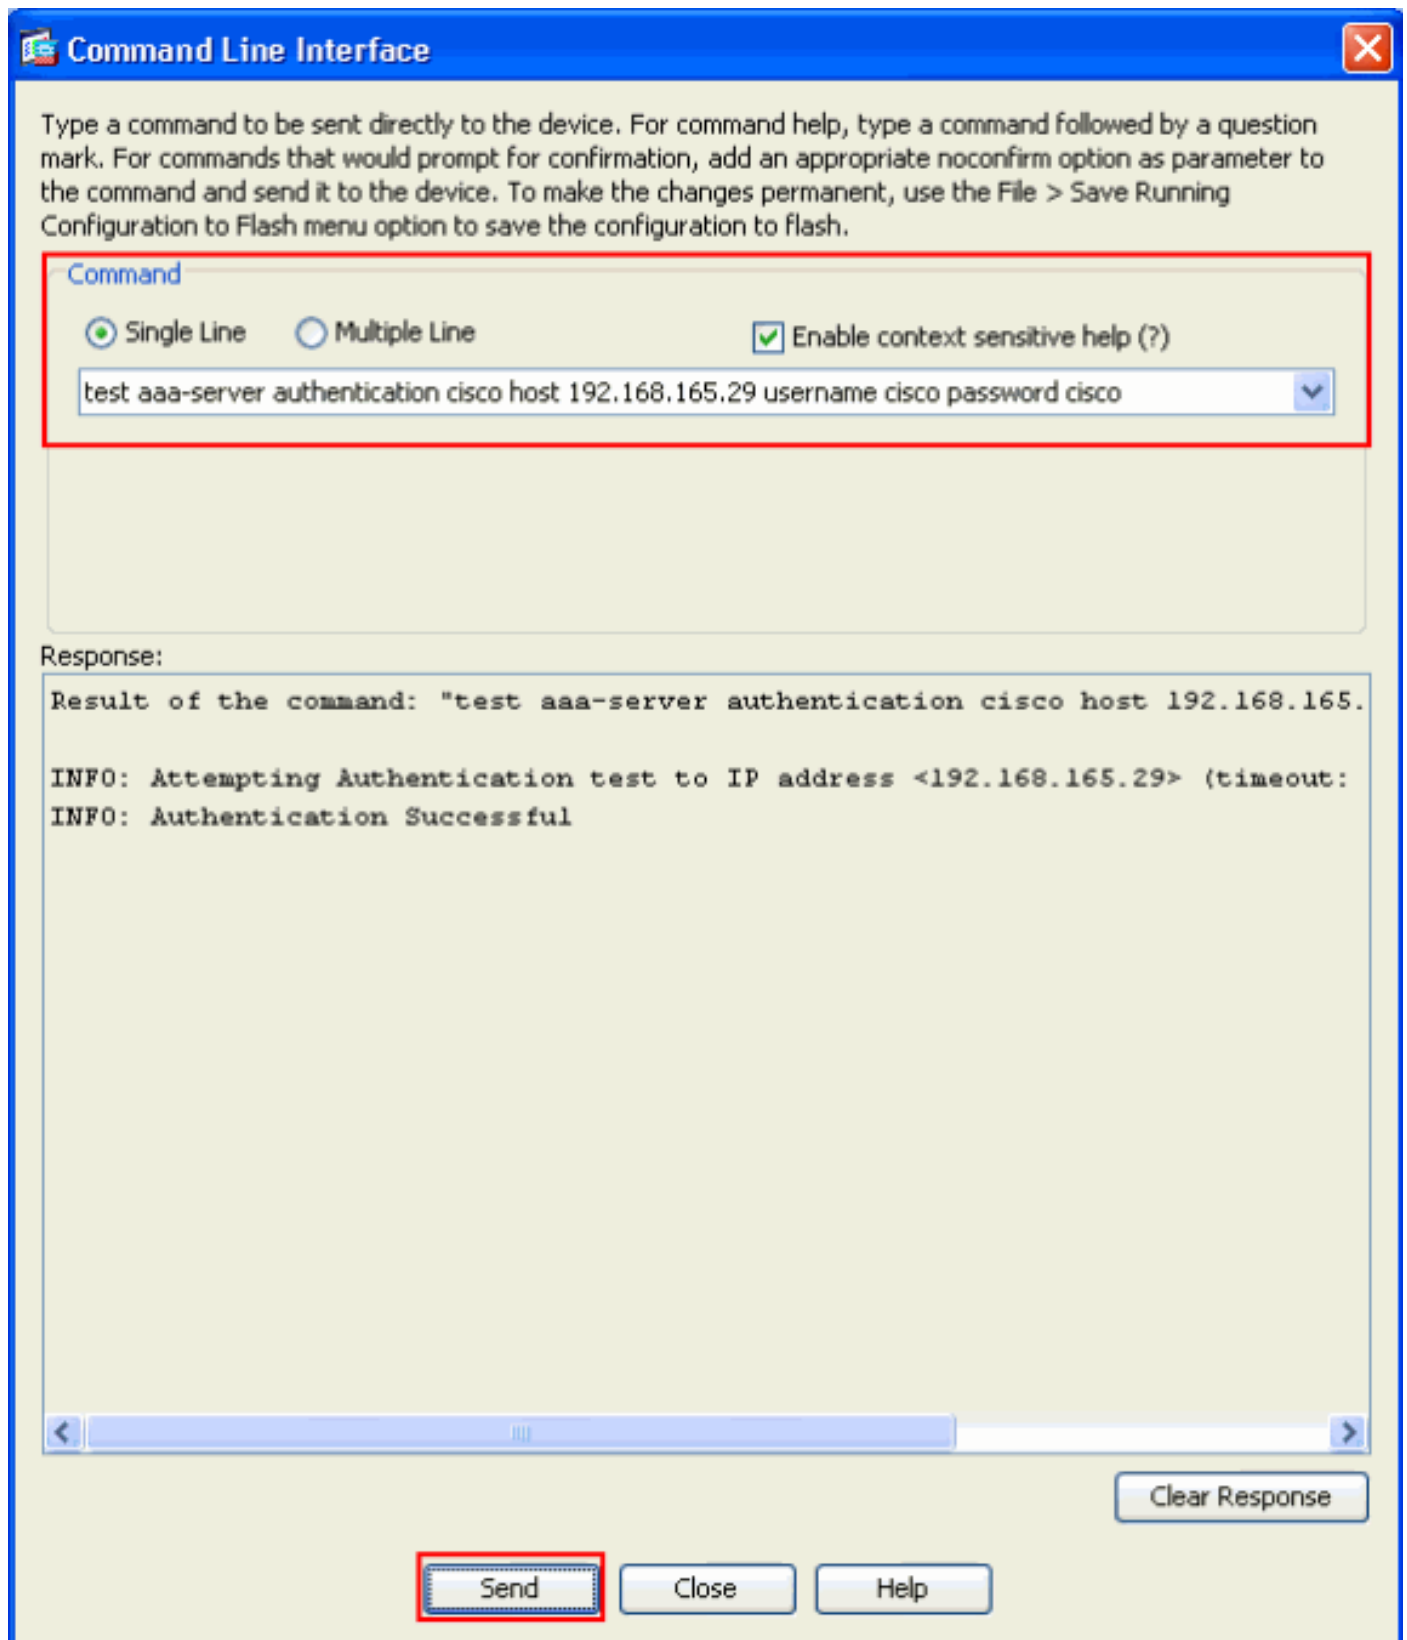 Command Line Interface
Type a command to be sent directly to the device. For command help, type a command followed by a question
mark. For commands that would prompt for confirmation, add an appropriate noconfirm option as parameter to
the command and send it to the device. To make the changes permanent, use the File > Save Running
Configuration to Flash menu option to save the configuration to flash.
Command
Single Line Multiple Line Enable context sensitive help (?)
test aaa-server authentication cisco host 192.168.165.29 username cisco password cisco
Response:
Result of the command: "test aaa-server authentication cisco host 192.168.165.
INFO: Attempting Authentication test to IP address <192.168.165.29> (timeout:
INFO: Authentication Successful
Clear Response
Send Close Help